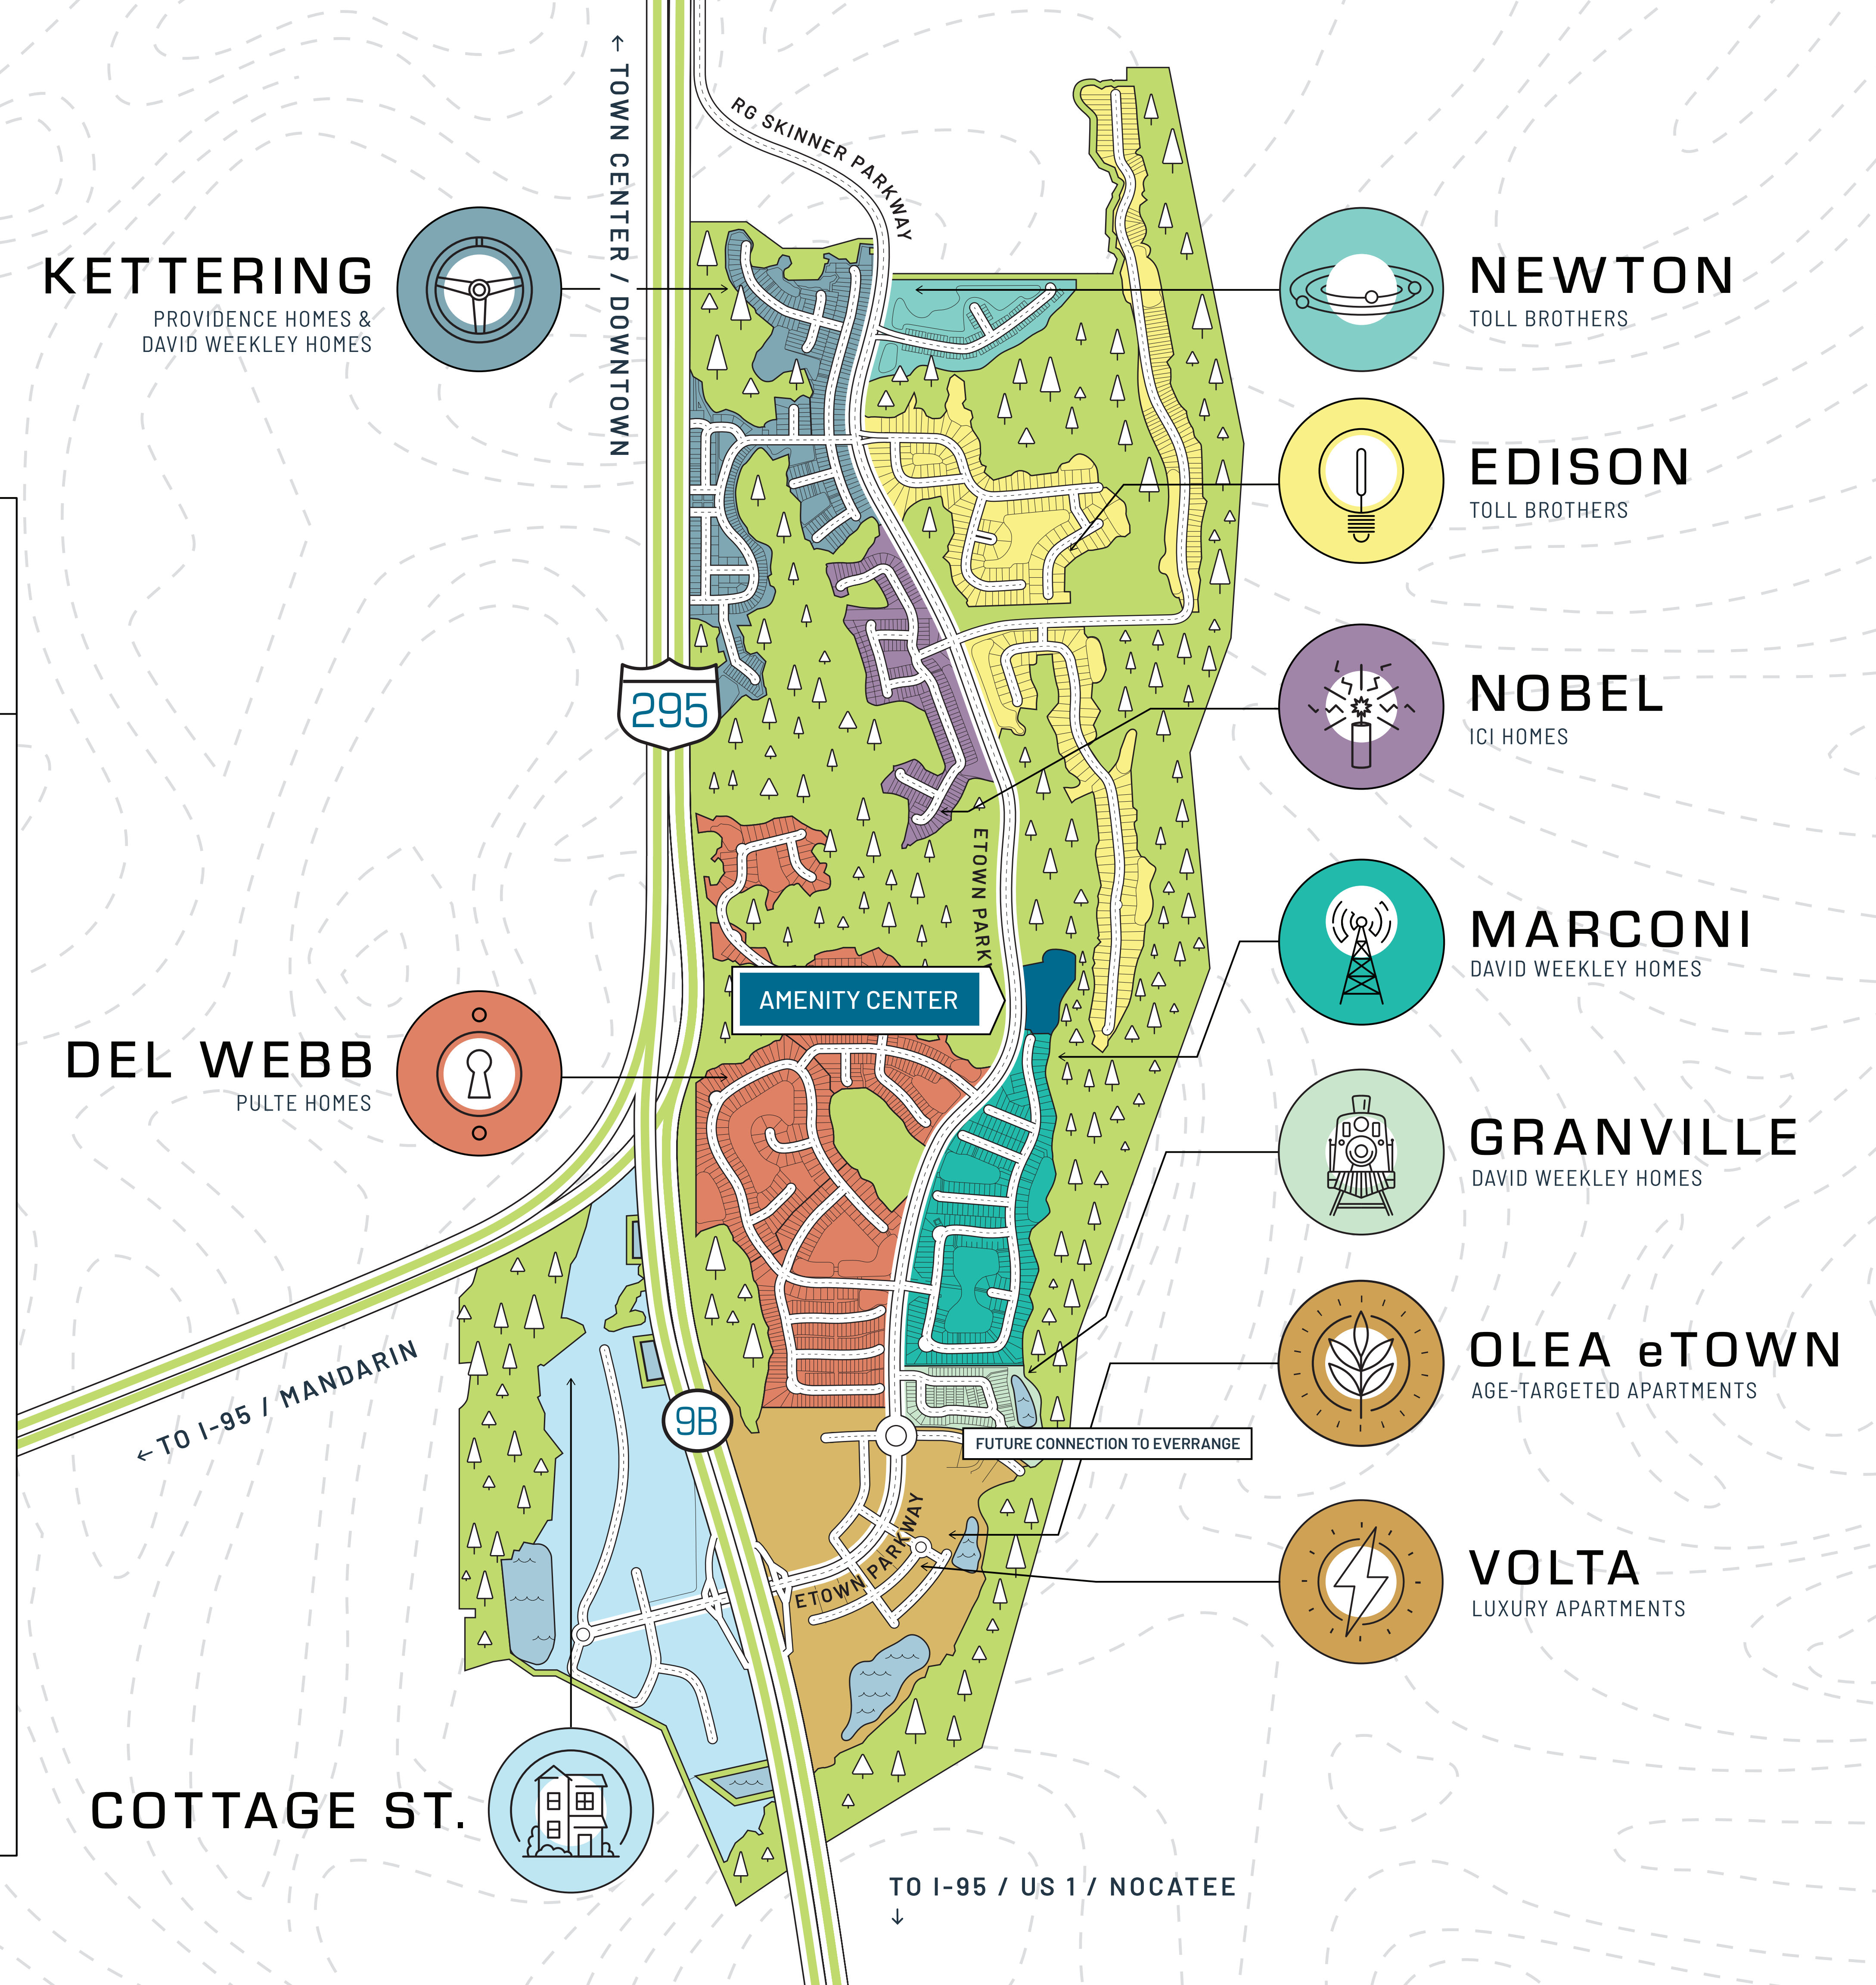 ← TOWN CENTER / DOWNTOWN
RG SKINNER PARKWAY
KETTERING
PROVIDENCE HOMES &
DAVID WEEKLEY HOMES
NEWTON
TOLL BROTHERS
EDISON
TOLL BROTHERS
295
NOBEL
ICI HOMES
ETOWN PARK
MARCONI
DAVID WEEKLEY HOMES
AMENITY CENTER
DEL WEBB
PULTE HOMES
GRANVILLE
DAVID WEEKLEY HOMES
OLEA eTOWN
AGE-TARGETED APARTMENTS
← TO I-95 / MANDARIN
9B
FUTURE CONNECTION TO EVERRANGE
ETOWN PARKWAY
VOLTA
LUXURY APARTMENTS
COTTAGE ST.
TO I-95 / US 1 / NOCATEE
↓